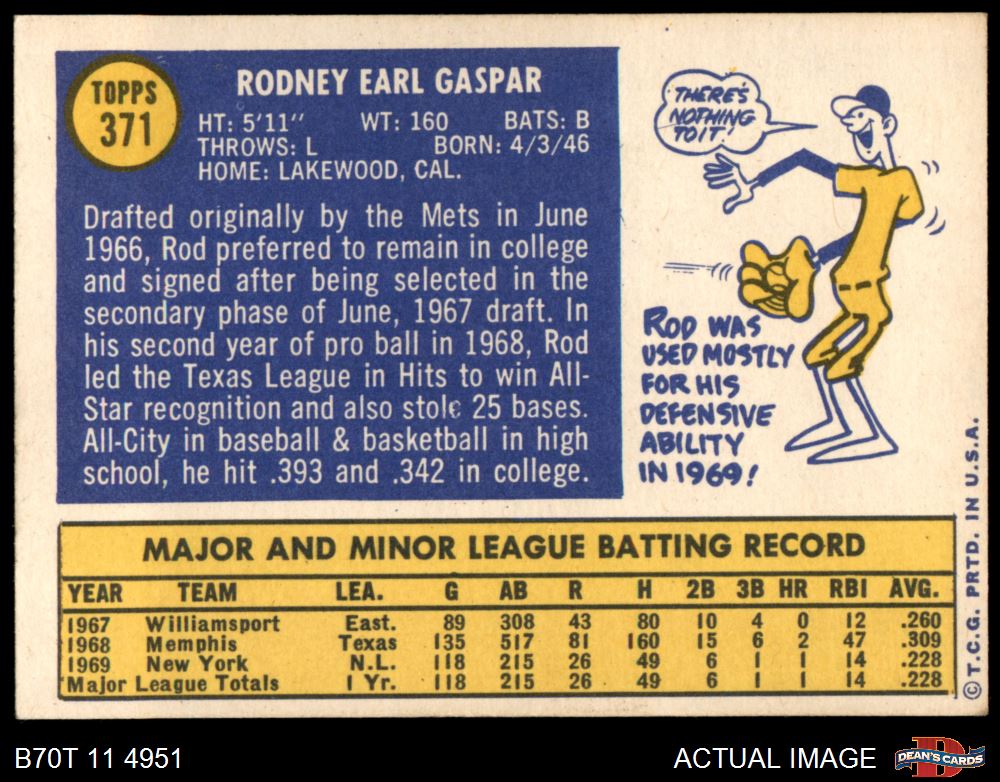 TOPPS
371
RODNEY EARL GASPAR
HT: 5'11" WT: 160 BATS: B
THROWS: L BORN: 4/3/46
HOME: LAKEWOOD, CAL.
Drafted originally by the Mets in June
1966, Rod preferred to remain in college
and signed after being selected in the
secondary phase of June, 1967 draft. In
his second year of pro ball in 1968, Rod
led the Texas League in Hits to win All-
Star recognition and also stole 25 bases.
All-City in baseball & basketball in high
school, he hit .393 and .342 in college.
THERE'S
NOTHING
TO IT!
ROD WAS
USED MOSTLY
FOR HIS
DEFENSIVE
ABILITY
IN 1969!
MAJOR AND MINOR LEAGUE BATTING RECORD
YEAR TEAM LEA. G AB R H 2B 3B HR RBI AVG.
1967 Williamsport East. 89 308 43 80 10 4 0 12 .260
1968 Memphis Texas 135 517 81 160 15 6 2 47 .309
1969 New York N.L. 118 215 26 49 6 1 1 14 .228
Major League Totals 1 Yr. 118 215 26 49 6 1 1 14 .228
© T.C.G. PRTD. IN U.S.A.
B70T 11 4951
ACTUAL IMAGE
D
DEAN'S CARDS